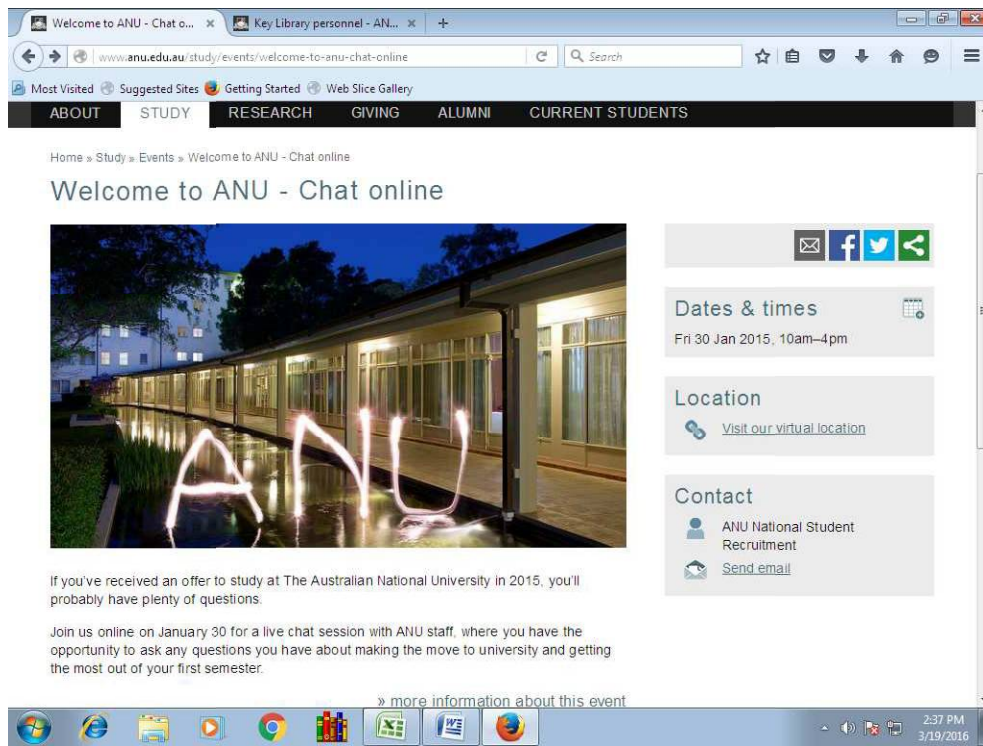 Welcome to ANU - Chat o...
Key Library personnel - AN...
www.anu.edu.au/study/events/welcome-to-anu-chat-online
Search
Most Visited
Suggested Sites
Getting Started
Web Slice Gallery
ABOUT STUDY RESEARCH GIVING ALUMNI CURRENT STUDENTS
Home » Study » Events » Welcome to ANU - Chat online
Welcome to ANU - Chat online
ANU
If you've received an offer to study at The Australian National University in 2015, you'll
probably have plenty of questions.
Join us online on January 30 for a live chat session with ANU staff, where you have the
opportunity to ask any questions you have about making the move to university and getting
the most out of your first semester.
» more information about this event
Dates & times
Fri 30 Jan 2015, 10am–4pm
Location
Visit our virtual location
Contact
ANU National Student
Recruitment
Send email
2:37 PM
3/19/2016